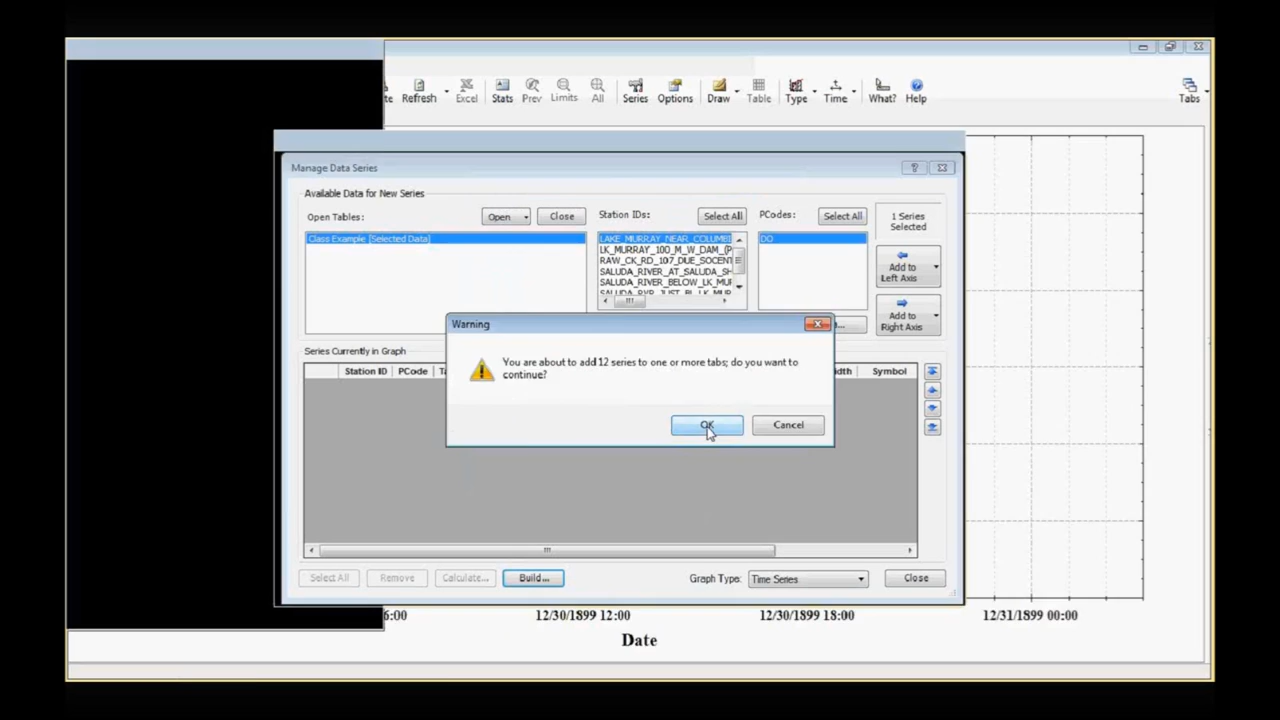 Refresh Excel Stats Prev Limits All Series Options Draw Table Type Time What? Help Tabs
Manage Data Series
Available Data for New Series
Open Tables: Open Close Station IDs: Select All PCodes: Select All 1 Series Selected
Class Example [Selected Data] LAKE_MURRAY_NEAR_COLUMBI DO
LK_MURRAY_100_M_W_DAM_(P
RAW_CK_RD_107_DUE_SOCENT
SALUDA_RIVER_AT_SALUDA_SH
SALUDA_RIVER_BELOW_LK_MUR
Add to Left Axis
Add to Right Axis
Warning
Series Currently in Graph
Station ID PCode Symbol
You are about to add 12 series to one or more tabs; do you want to
continue?
OK Cancel
Select All Remove Calculate... Build... Graph Type: Time Series Close
6:00 12/30/1899 12:00 12/30/1899 18:00 12/31/1899 00:00
Date